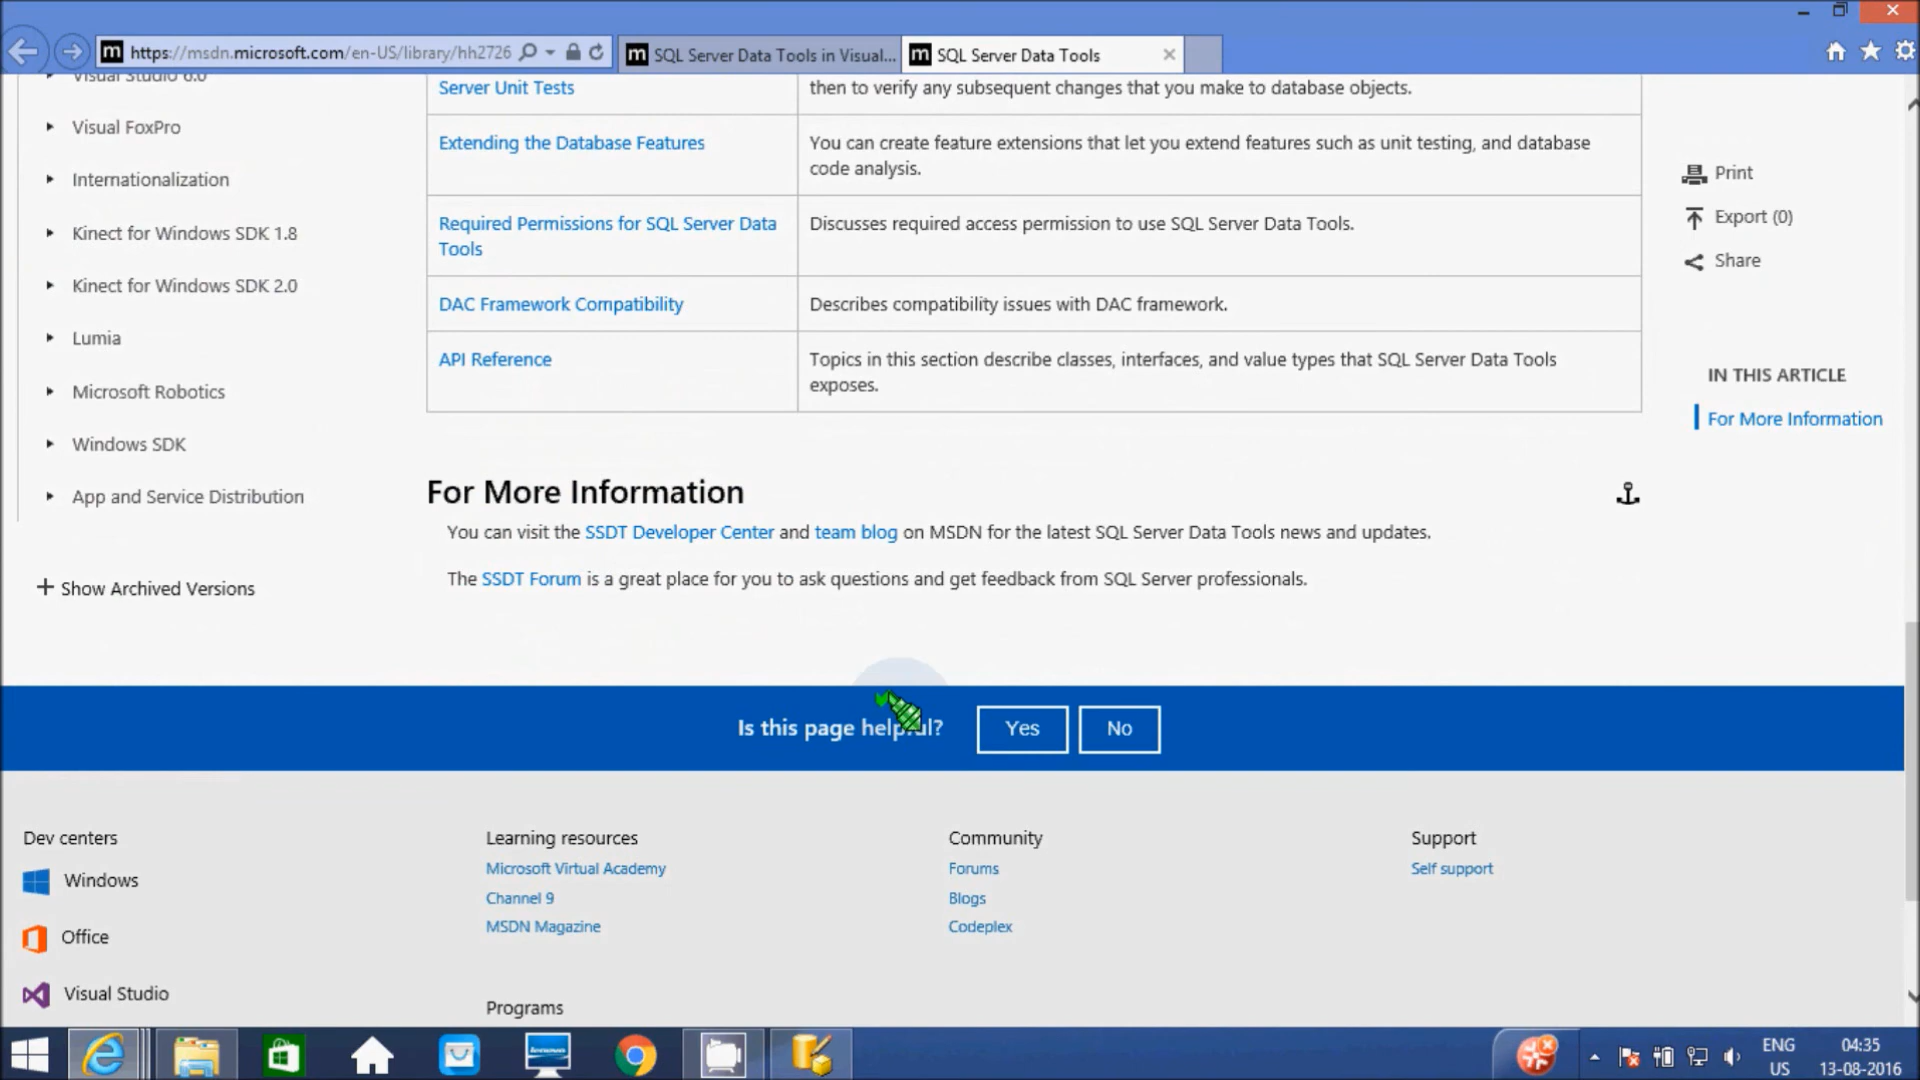 https://msdn.microsoft.com/en-US/library/hh2726
SQL Server Data Tools in Visual...
SQL Server Data Tools
Visual Studio 6.0
Visual FoxPro
Internationalization
Kinect for Windows SDK 1.8
Kinect for Windows SDK 2.0
Lumia
Microsoft Robotics
Windows SDK
App and Service Distribution
Show Archived Versions
Server Unit Tests
then to verify any subsequent changes that you make to database objects.
Extending the Database Features
You can create feature extensions that let you extend features such as unit testing, and database
code analysis.
Required Permissions for SQL Server Data
Tools
Discusses required access permission to use SQL Server Data Tools.
DAC Framework Compatibility
Describes compatibility issues with DAC framework.
API Reference
Topics in this section describe classes, interfaces, and value types that SQL Server Data Tools
exposes.
Print
Export (0)
Share
IN THIS ARTICLE
For More Information
For More Information
You can visit the SSDT Developer Center and team blog on MSDN for the latest SQL Server Data Tools news and updates.
The SSDT Forum is a great place for you to ask questions and get feedback from SQL Server professionals.
Is this page helpful?
Yes
No
Dev centers
Windows
Office
Visual Studio
Learning resources
Microsoft Virtual Academy
Channel 9
MSDN Magazine
Programs
Community
Forums
Blogs
Codeplex
Support
Self support
ENG
US
04:35
13-08-2016